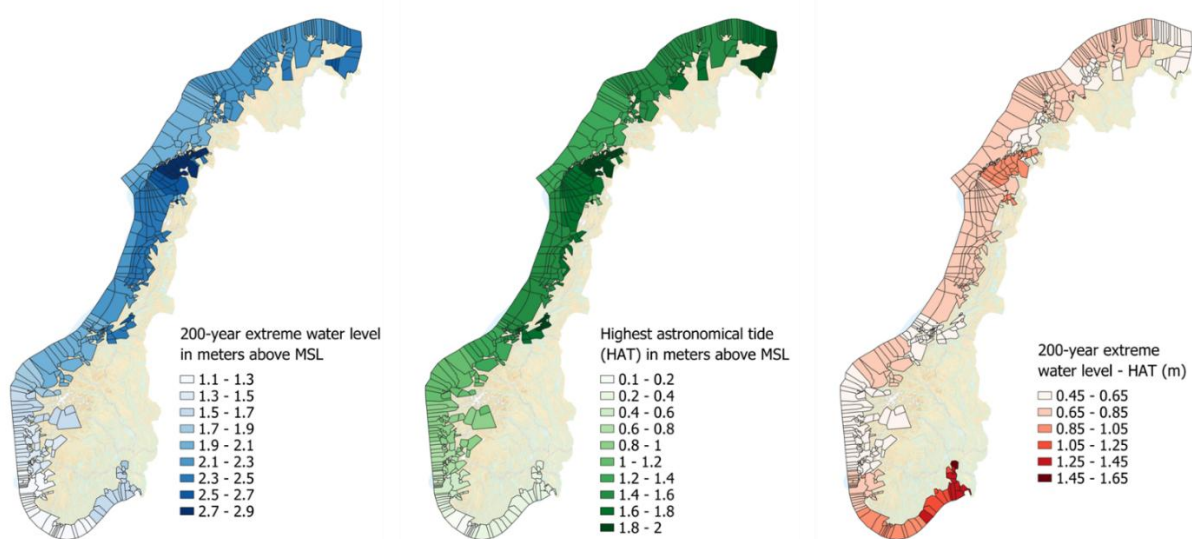 200-year extreme water level
in meters above MSL
1.1 - 1.3
1.3 - 1.5
1.5 - 1.7
1.7 - 1.9
1.9 - 2.1
2.1 - 2.3
2.3 - 2.5
2.5 - 2.7
2.7 - 2.9
Highest astronomical tide
(HAT) in meters above MSL
0.1 - 0.2
0.2 - 0.4
0.4 - 0.6
0.6 - 0.8
0.8 - 1
1 - 1.2
1.2 - 1.4
1.4 - 1.6
1.6 - 1.8
1.8 - 2
200-year extreme
water level - HAT (m)
0.45 - 0.65
0.65 - 0.85
0.85 - 1.05
1.05 - 1.25
1.25 - 1.45
1.45 - 1.65